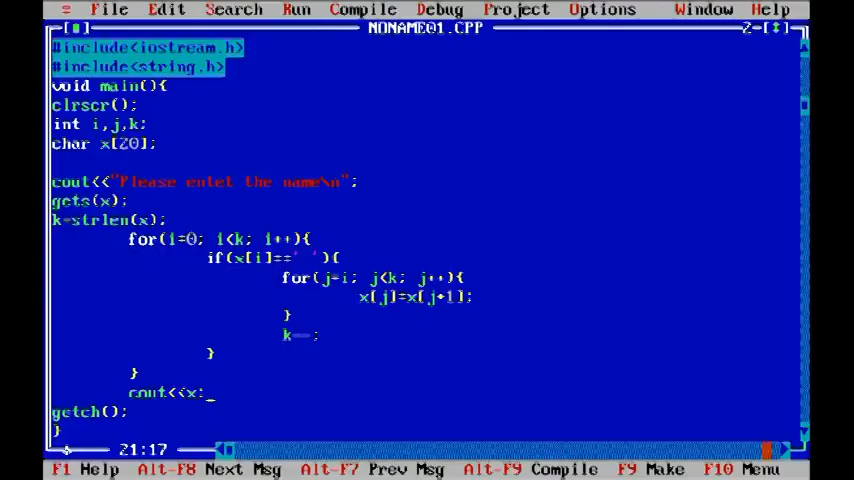 ≡ File Edit Search Run Compile Debug Project Options Window Help
NONAME01.CPP 2
#include<iostream.h>
#include<string.h>
void main(){
clrscr();
int i,j,k;
char x[20];
cout<<"Please entet the name\n";
gets(x);
k=strlen(x);
for(i=0; i<k; i++){
if(x[i]==' '){
for(j=i; j<k; j++){
x[j]=x[j+1];
}
k--;
}
}
cout<<x;_
getch();
}
21:17
F1 Help Alt-F8 Next Msg Alt-F7 Prev Msg Alt-F9 Compile F9 Make F10 Menu